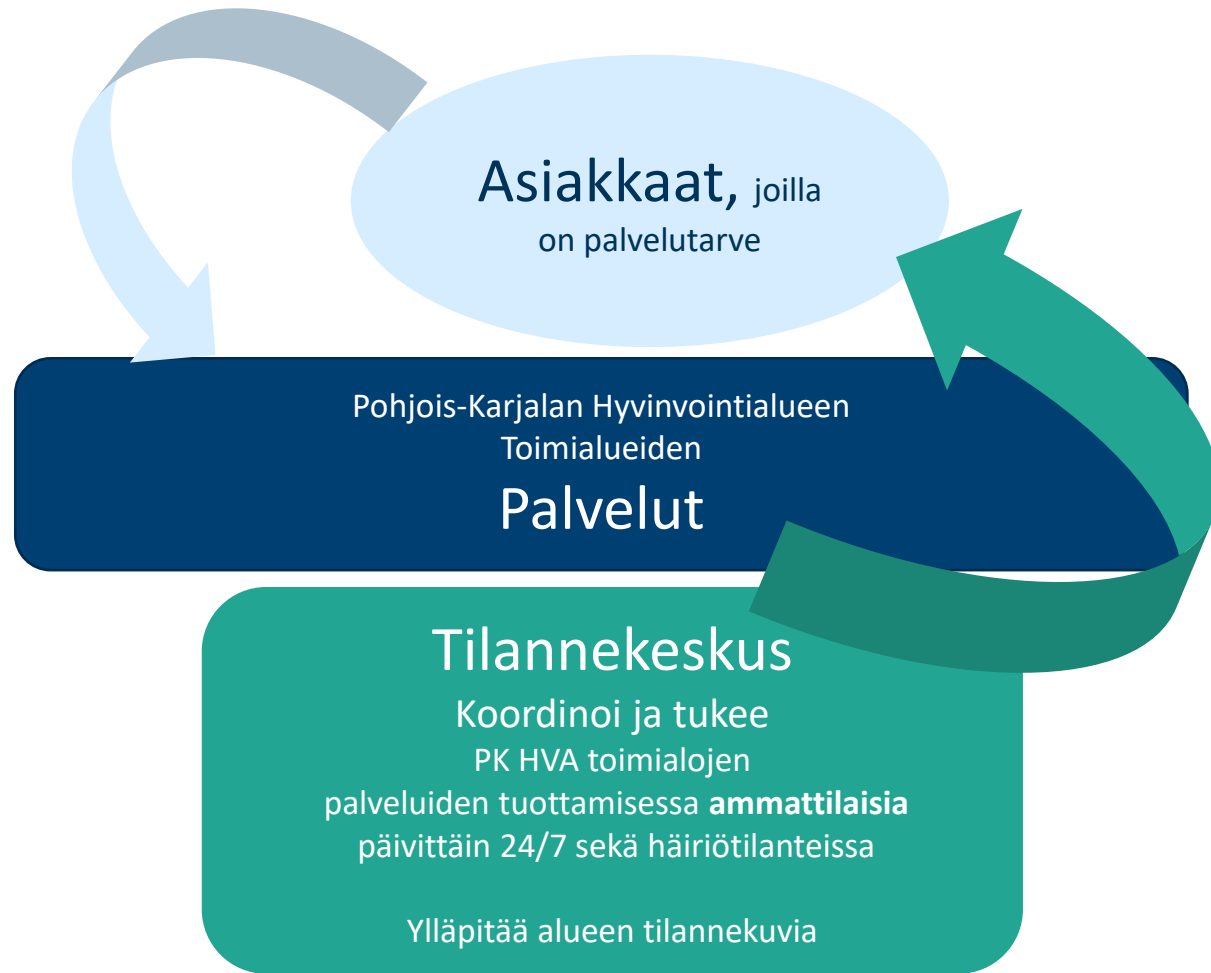 Asiakkaat, joilla
on palvelutarve
Pohjois-Karjalan Hyvinvointialueen
Toimialueiden
Palvelut
Tilannekeskus
Koordinoi ja tukee
PK HVA toimialojen
palveluiden tuottamisessa ammattilaisia
päivittäin 24/7 sekä häiriötilanteissa
Ylläpitää alueen tilannekuvia